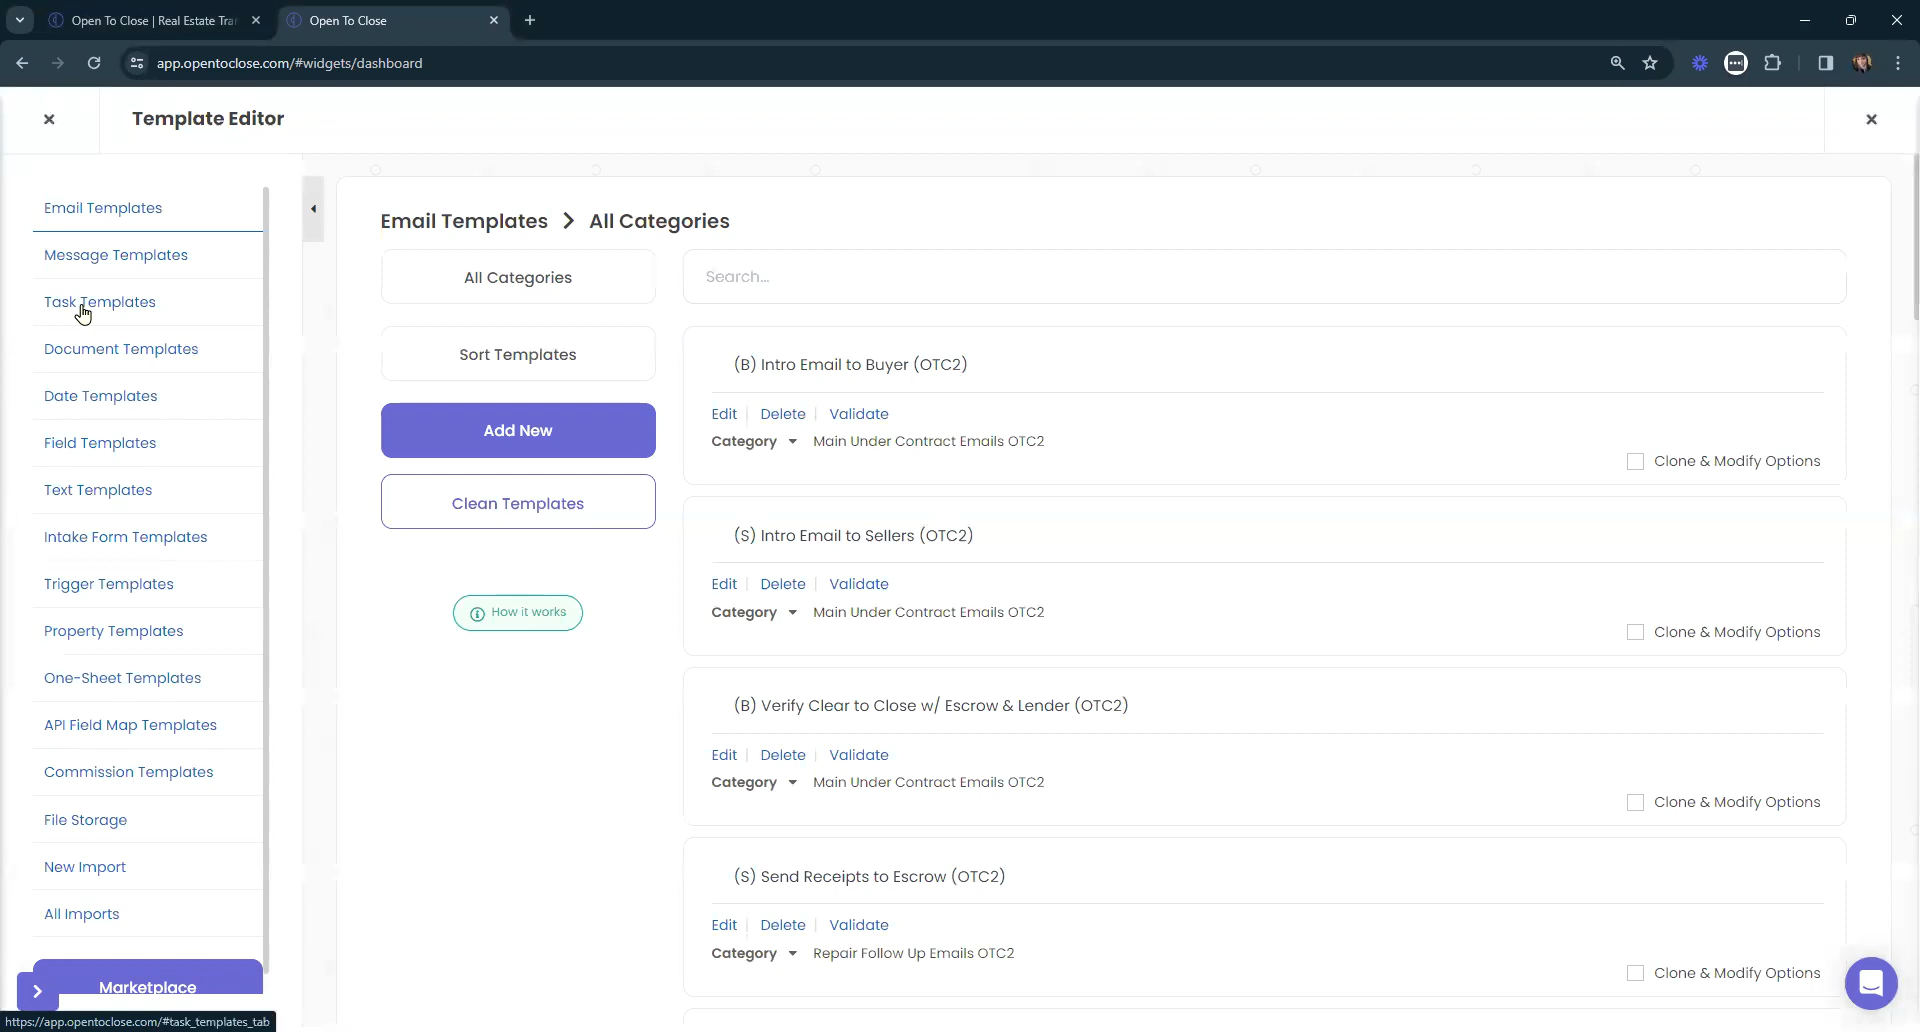 Open To Close | Real Estate Tra
Open To Close
app.opentoclose.com/#widgets/dashboard
Template Editor
Email Templates
Message Templates
Task Templates
Document Templates
Date Templates
Field Templates
Text Templates
Intake Form Templates
Trigger Templates
Property Templates
One-Sheet Templates
API Field Map Templates
Commission Templates
File Storage
New Import
All Imports
Marketplace
https://app.opentoclose.com/#task_templates_tab
Email Templates > All Categories
All Categories
Sort Templates
Add New
Clean Templates
How it works
Search...
(B) Intro Email to Buyer (OTC2)
Edit | Delete | Validate
Category Main Under Contract Emails OTC2
Clone & Modify Options
(S) Intro Email to Sellers (OTC2)
Edit | Delete | Validate
Category Main Under Contract Emails OTC2
Clone & Modify Options
(B) Verify Clear to Close w/ Escrow & Lender (OTC2)
Edit | Delete | Validate
Category Main Under Contract Emails OTC2
Clone & Modify Options
(S) Send Receipts to Escrow (OTC2)
Edit | Delete | Validate
Category Repair Follow Up Emails OTC2
Clone & Modify Options